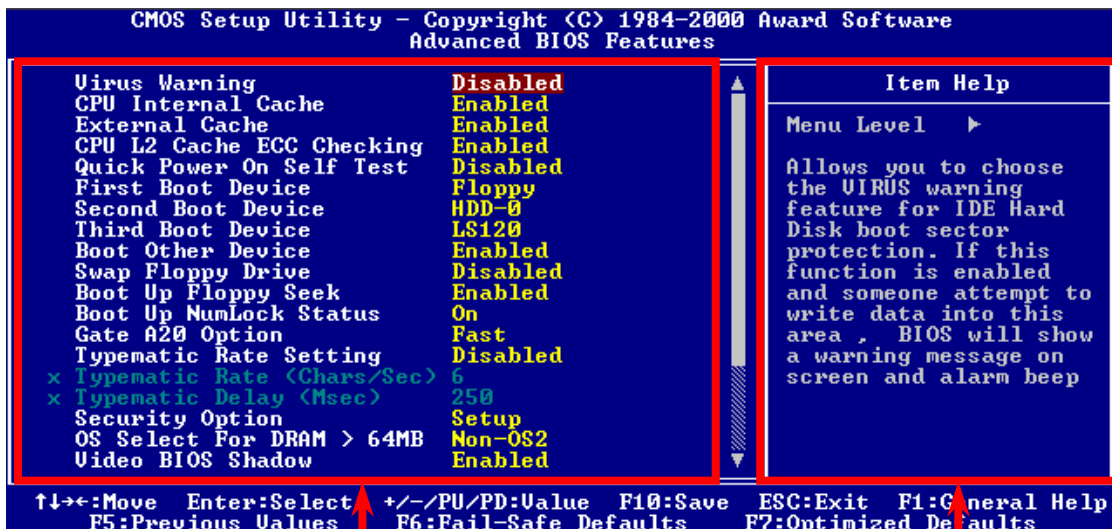 CMOS Setup Utility – Copyright (C) 1984–2000 Award Software
Advanced BIOS Features
Virus Warning Disabled
CPU Internal Cache Enabled
External Cache Enabled
CPU L2 Cache ECC Checking Enabled
Quick Power On Self Test Disabled
First Boot Device Floppy
Second Boot Device HDD-0
Third Boot Device LS120
Boot Other Device Enabled
Swap Floppy Drive Disabled
Boot Up Floppy Seek Enabled
Boot Up NumLock Status On
Gate A20 Option Fast
Typematic Rate Setting Disabled
x Typematic Rate (Chars/Sec) 6
x Typematic Delay (Msec) 250
Security Option Setup
OS Select For DRAM > 64MB Non-OS2
Video BIOS Shadow Enabled
Item Help
Menu Level ►
Allows you to choose
the VIRUS warning
feature for IDE Hard
Disk boot sector
protection. If this
function is enabled
and someone attempt to
write data into this
area , BIOS will show
a warning message on
screen and alarm beep
↑↓→←:Move Enter:Select +/-/PU/PD:Value F10:Save ESC:Exit F1:General Help
F5:Previous Values F6:Fail-Safe Defaults F7:Optimized Defaults